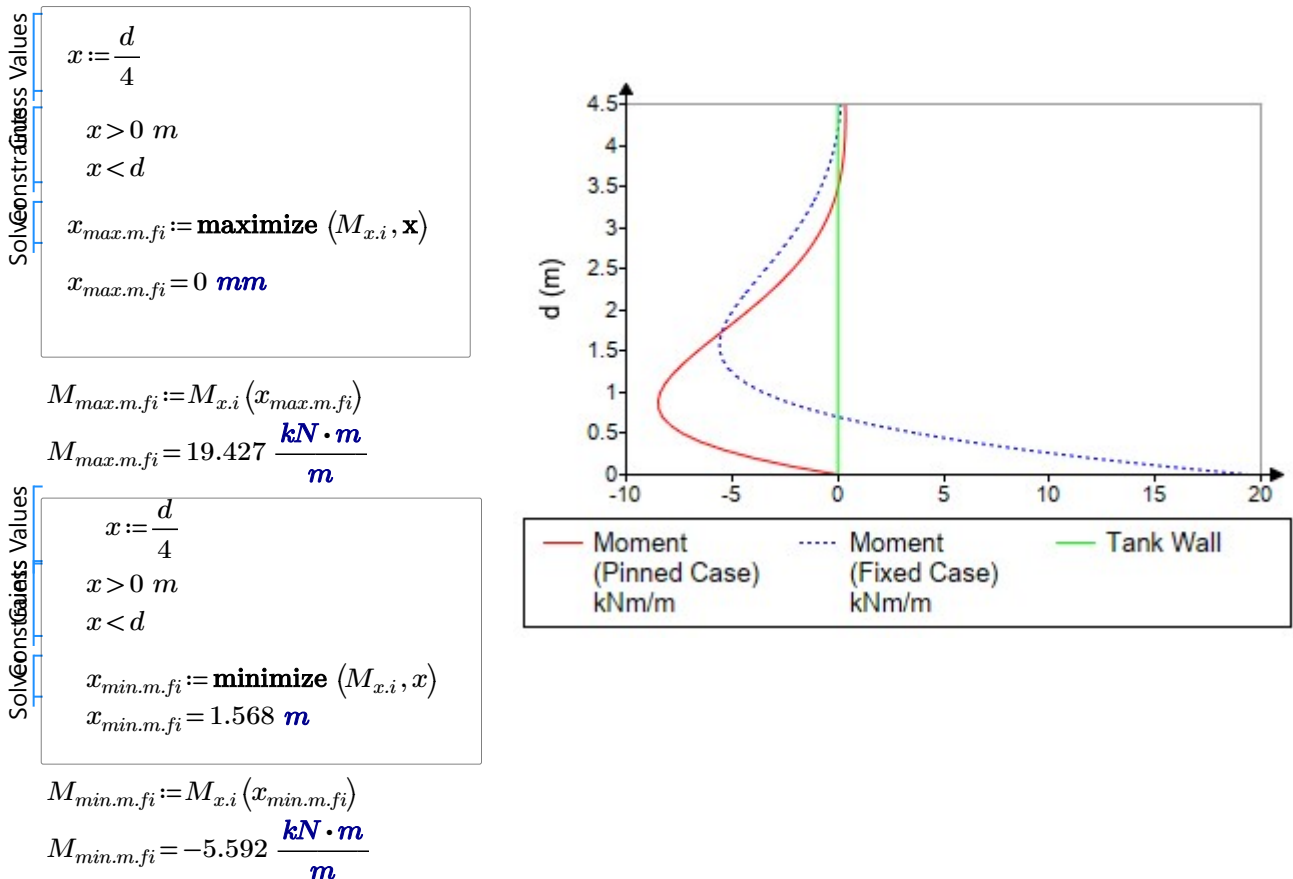 Guess Values
x:=d/4
Constraints
x>0 m
x<d
Solver
x_max.m.fi:=maximize (M_x.i, x)
x_max.m.fi=0 mm
M_max.m.fi:=M_x.i (x_max.m.fi)
M_max.m.fi=19.427 kN·m/m
Guess Values
x:=d/4
Constraints
x>0 m
x<d
Solver
x_min.m.fi:=minimize (M_x.i, x)
x_min.m.fi=1.568 m
M_min.m.fi:=M_x.i (x_min.m.fi)
M_min.m.fi=−5.592 kN·m/m
d (m)
4.5
4
3.5
3
2.5
2
1.5
1
0.5
0
-10 -5 0 5 10 15 20
Moment
(Pinned Case)
kNm/m
Moment
(Fixed Case)
kNm/m
Tank Wall